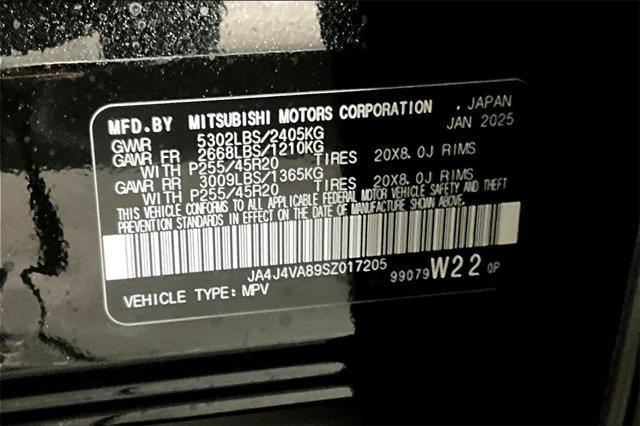 MFD.BY MITSUBISHI MOTORS CORPORATION , JAPAN
GVWR 5302LBS/2405KG JAN 2025
GAWR FR 2668LBS/1210KG
WITH P255/45R20 TIRES 20X8.0J RIMS
GAWR RR 3009LBS/1365KG
WITH P255/45R20 TIRES 20X8.0J RIMS
THIS VEHICLE CONFORMS TO ALL APPLICABLE FEDERAL MOTOR VEHICLE SAFETY AND THEFT
PREVENTION STANDARDS IN EFFECT ON THE DATE OF MANUFACTURE SHOWN ABOVE.
JA4J4VA89SZ017205
VEHICLE TYPE: MPV 99079 W22 0P